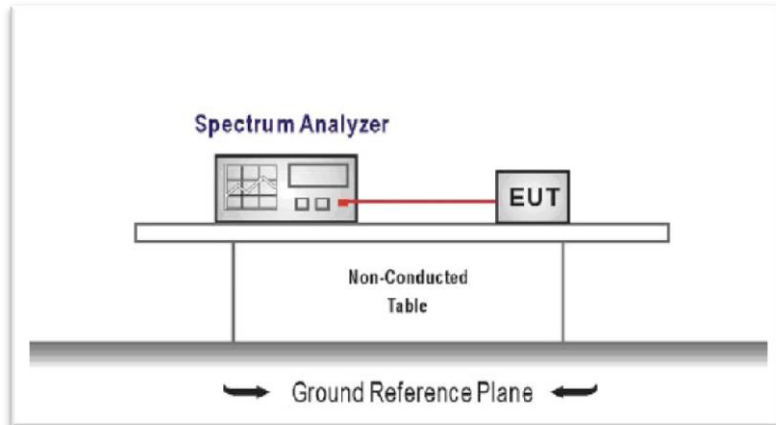 Spectrum Analyzer
EUT
Non-Conducted
Table
Ground Reference Plane